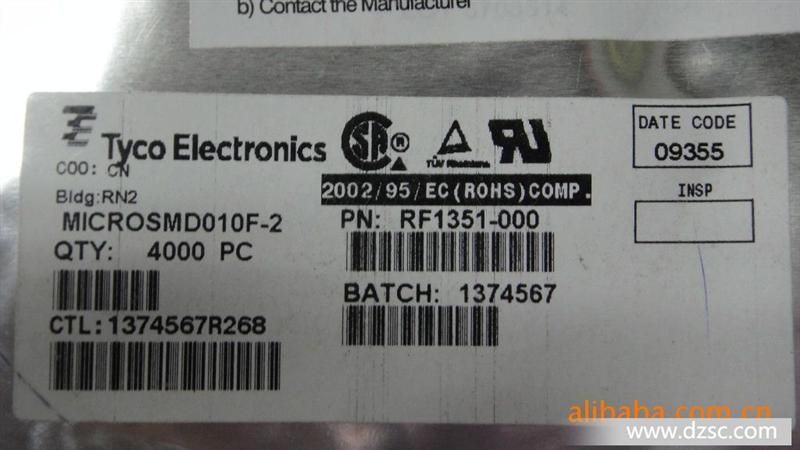 b) Contact the Manufacturer
Tyco Electronics
COO: CN
Bldg:RN2
MICROSMD010F-2
QTY: 4000 PC
CTL:1374567R268
2002/95/EC(ROHS)COMP.
PN: RF1351-000
BATCH: 1374567
DATE CODE
09355
INSP
alibaba.com.cn
www.dzsc.com